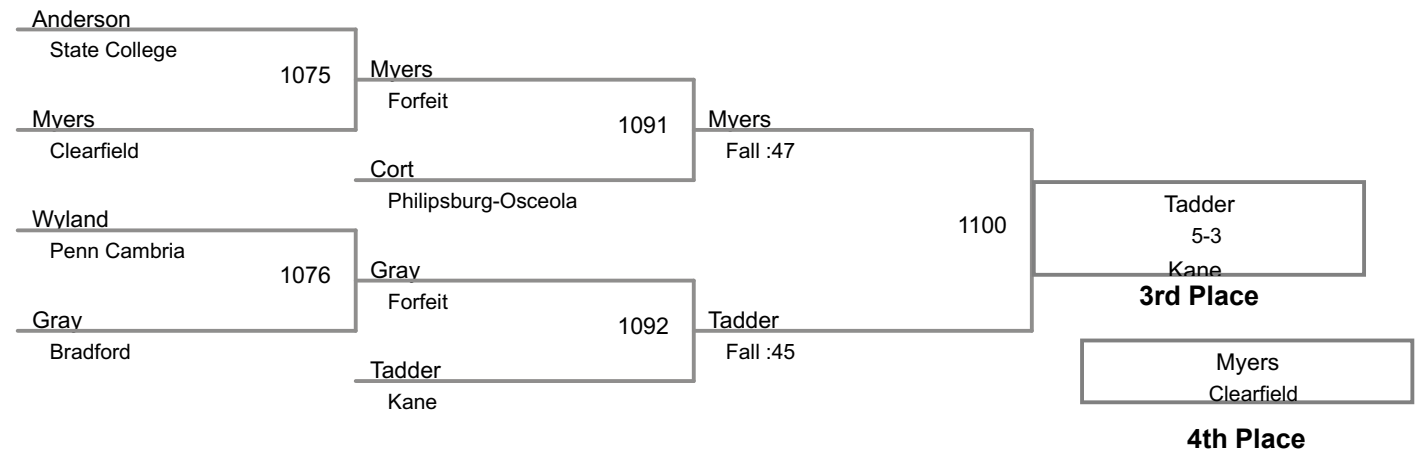 Anderson
State College
1075
Myers
Clearfield
Myers
Forfeit
1091
Cort
Philipsburg-Osceola
Myers
Fall :47
Wyland
Penn Cambria
1076
Gray
Bradford
Gray
Forfeit
1092
Tadder
Kane
Tadder
Fall :45
1100
Tadder
5-3
Kane
3rd Place
Myers
Clearfield
4th Place